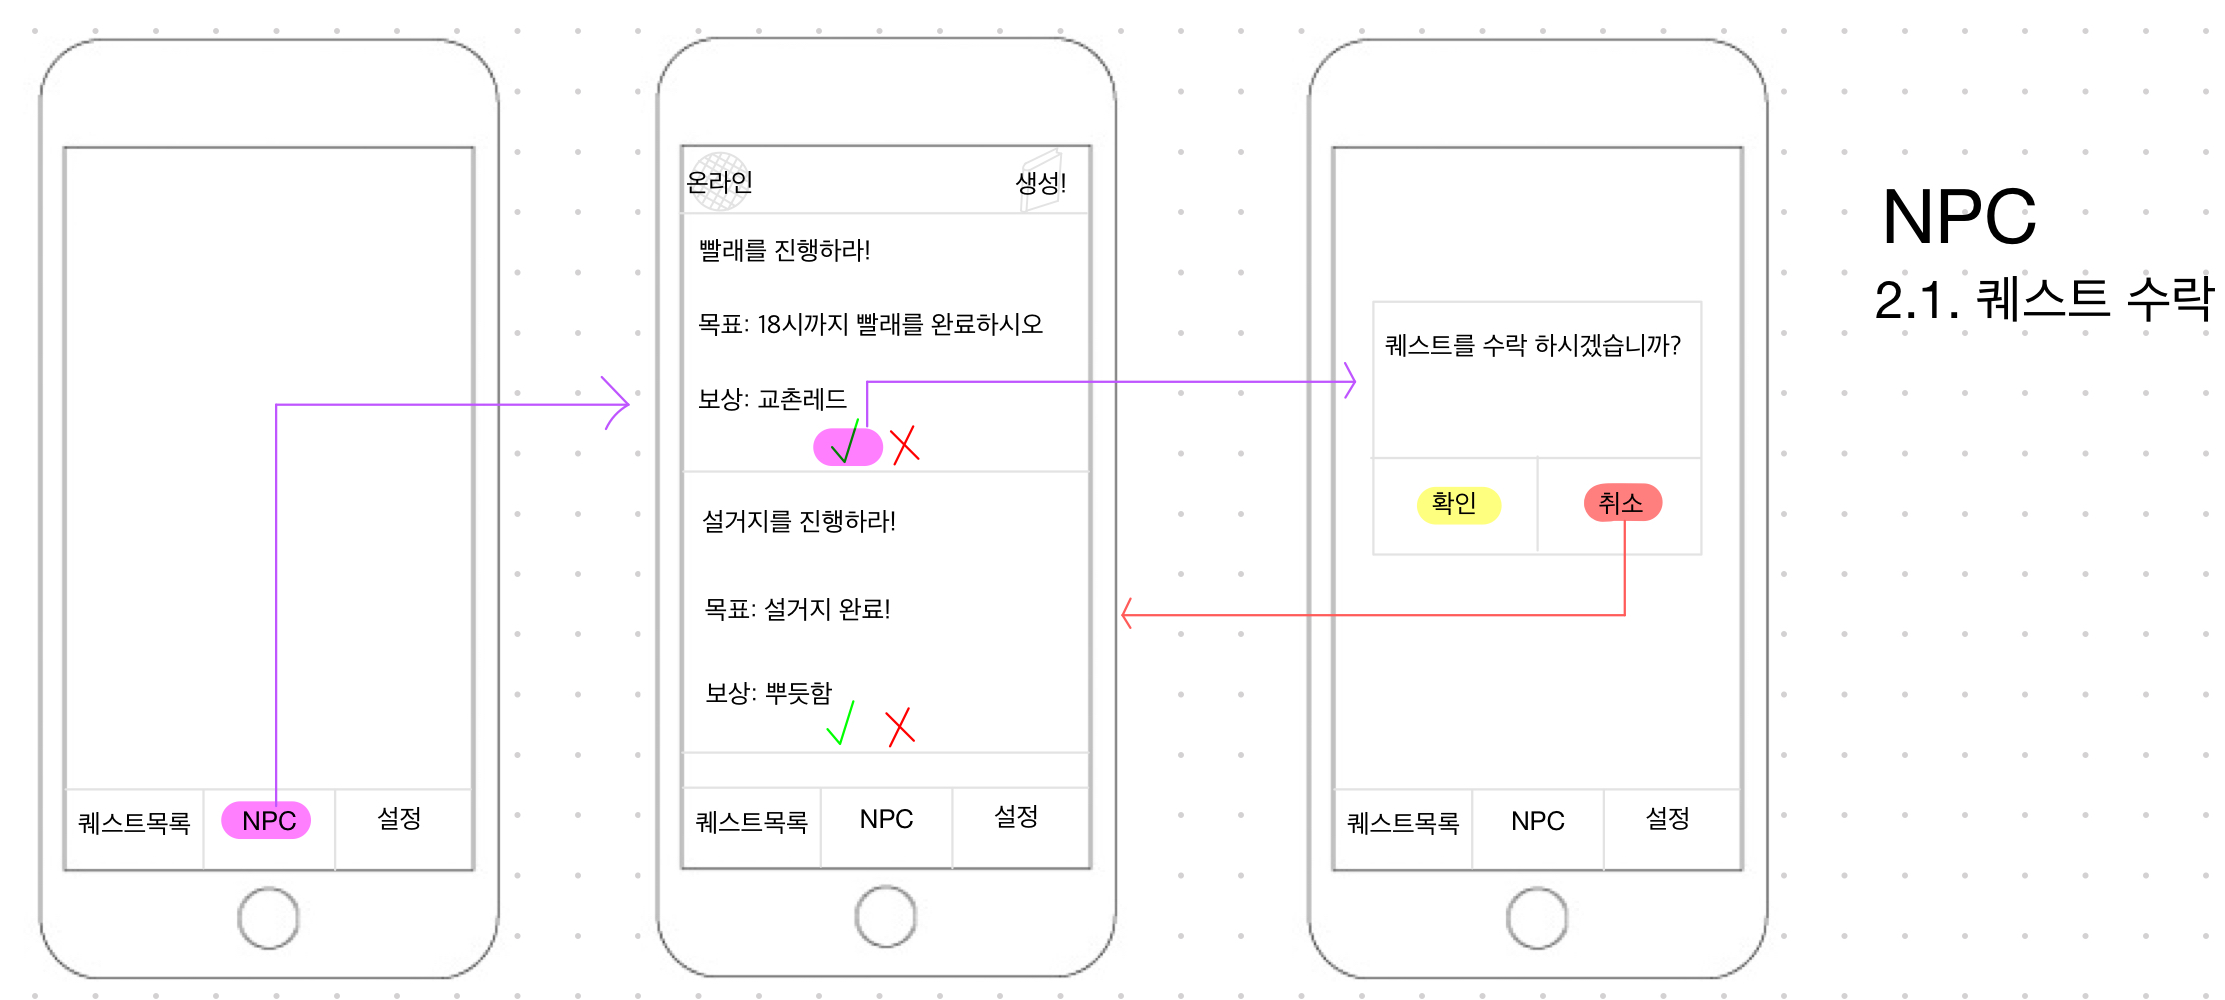 퀘스트목록
NPC
설정
온라인
생성!
빨래를 진행하라!
목표: 18시까지 빨래를 완료하시오
보상: 교촌레드
설거지를 진행하라!
목표: 설거지 완료!
보상: 뿌듯함
퀘스트목록
NPC
설정
퀘스트를 수락 하시겠습니까?
확인
취소
퀘스트목록
NPC
설정
NPC
2.1. 퀘스트 수락